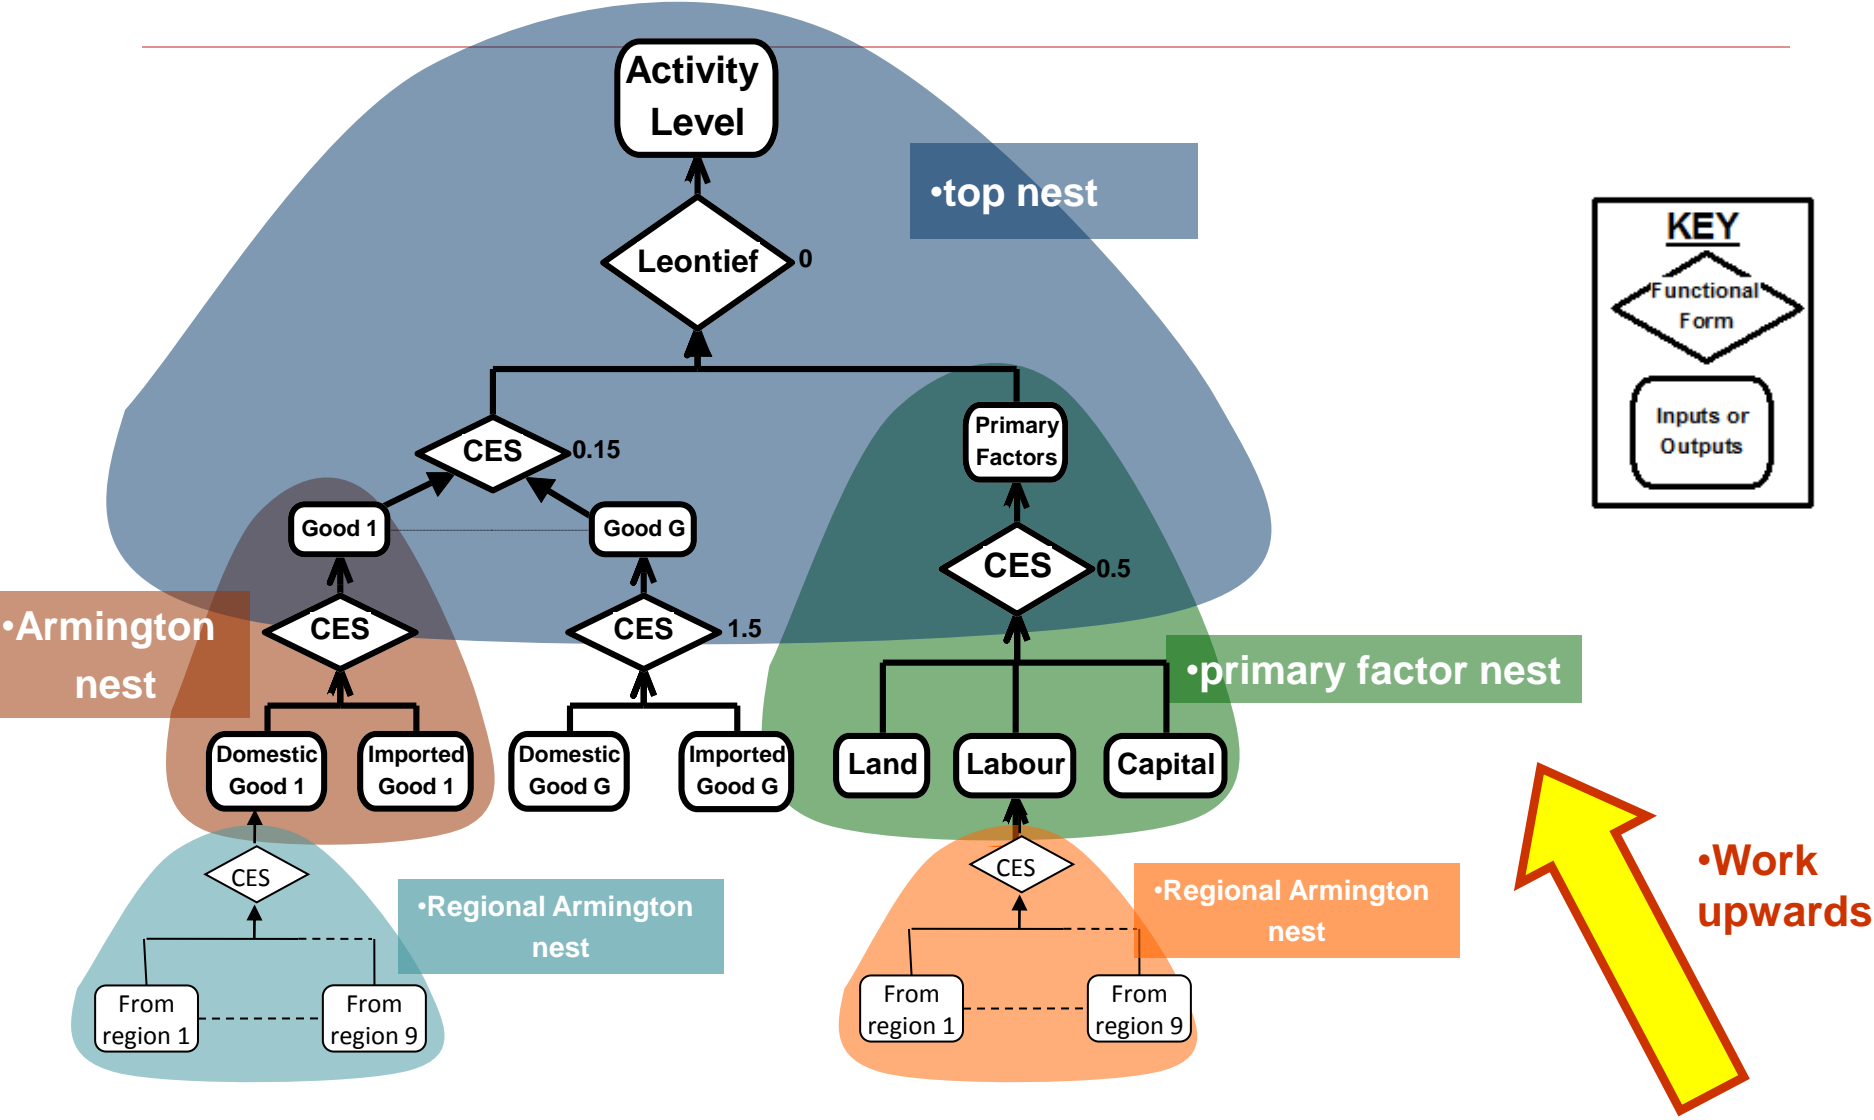 Activity
Level
•top nest
Leontief
0
KEY
Functional
Form
Inputs or
Outputs
CES
0.15
Primary
Factors
Good 1
Good G
CES
0.5
•Armington
nest
CES
CES
1.5
•primary factor nest
Domestic
Good 1
Imported
Good 1
Domestic
Good G
Imported
Good G
Land
Labour
Capital
CES
•Regional Armington
nest
CES
•Regional Armington
nest
•Work
upwards
From
region 1
From
region 9
From
region 1
From
region 9